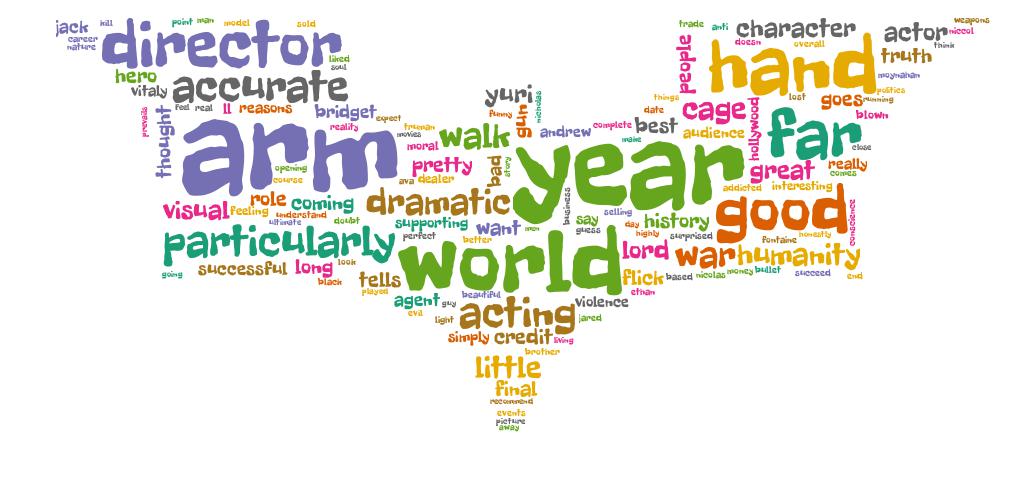 jack
kill
career
nature
point
man
model
sold
director
liked
soul
hero
vitaly
accurate
feel
real
ll
reasons
bridget
expect
prevails
thought
reality
movies
truman
arm
opening
course
moral
walk
pretty
ava
dealer
bad
story
yuri
funny
gun
nicholas
andrew
complete
make
best
date
things
trade
anti
people
doesn
character
overall
actor
weapons
niccol
think
truth
hand
moynahan
politics
running
lost
goes
blown
cage
hollywood
audience
far
close
great
really
comes
year
addicted
interesting
visual
feeling
role
coming
understand
ultimate
doubt
dramatic
supporting
perfect
want
men
better
business
say
guess
selling
day
highly
history
surprised
good
conscience
honestly
fontaine
particularly
going
successful
long
look
black
tells
played
world
lord
war
humanity
flick
based
nicolas
money
bullet
succeed
end
ethan
agent
guy
beautiful
evil
light
acting
violence
jared
simply
credit
living
brother
little
final
recommend
events
picture
away